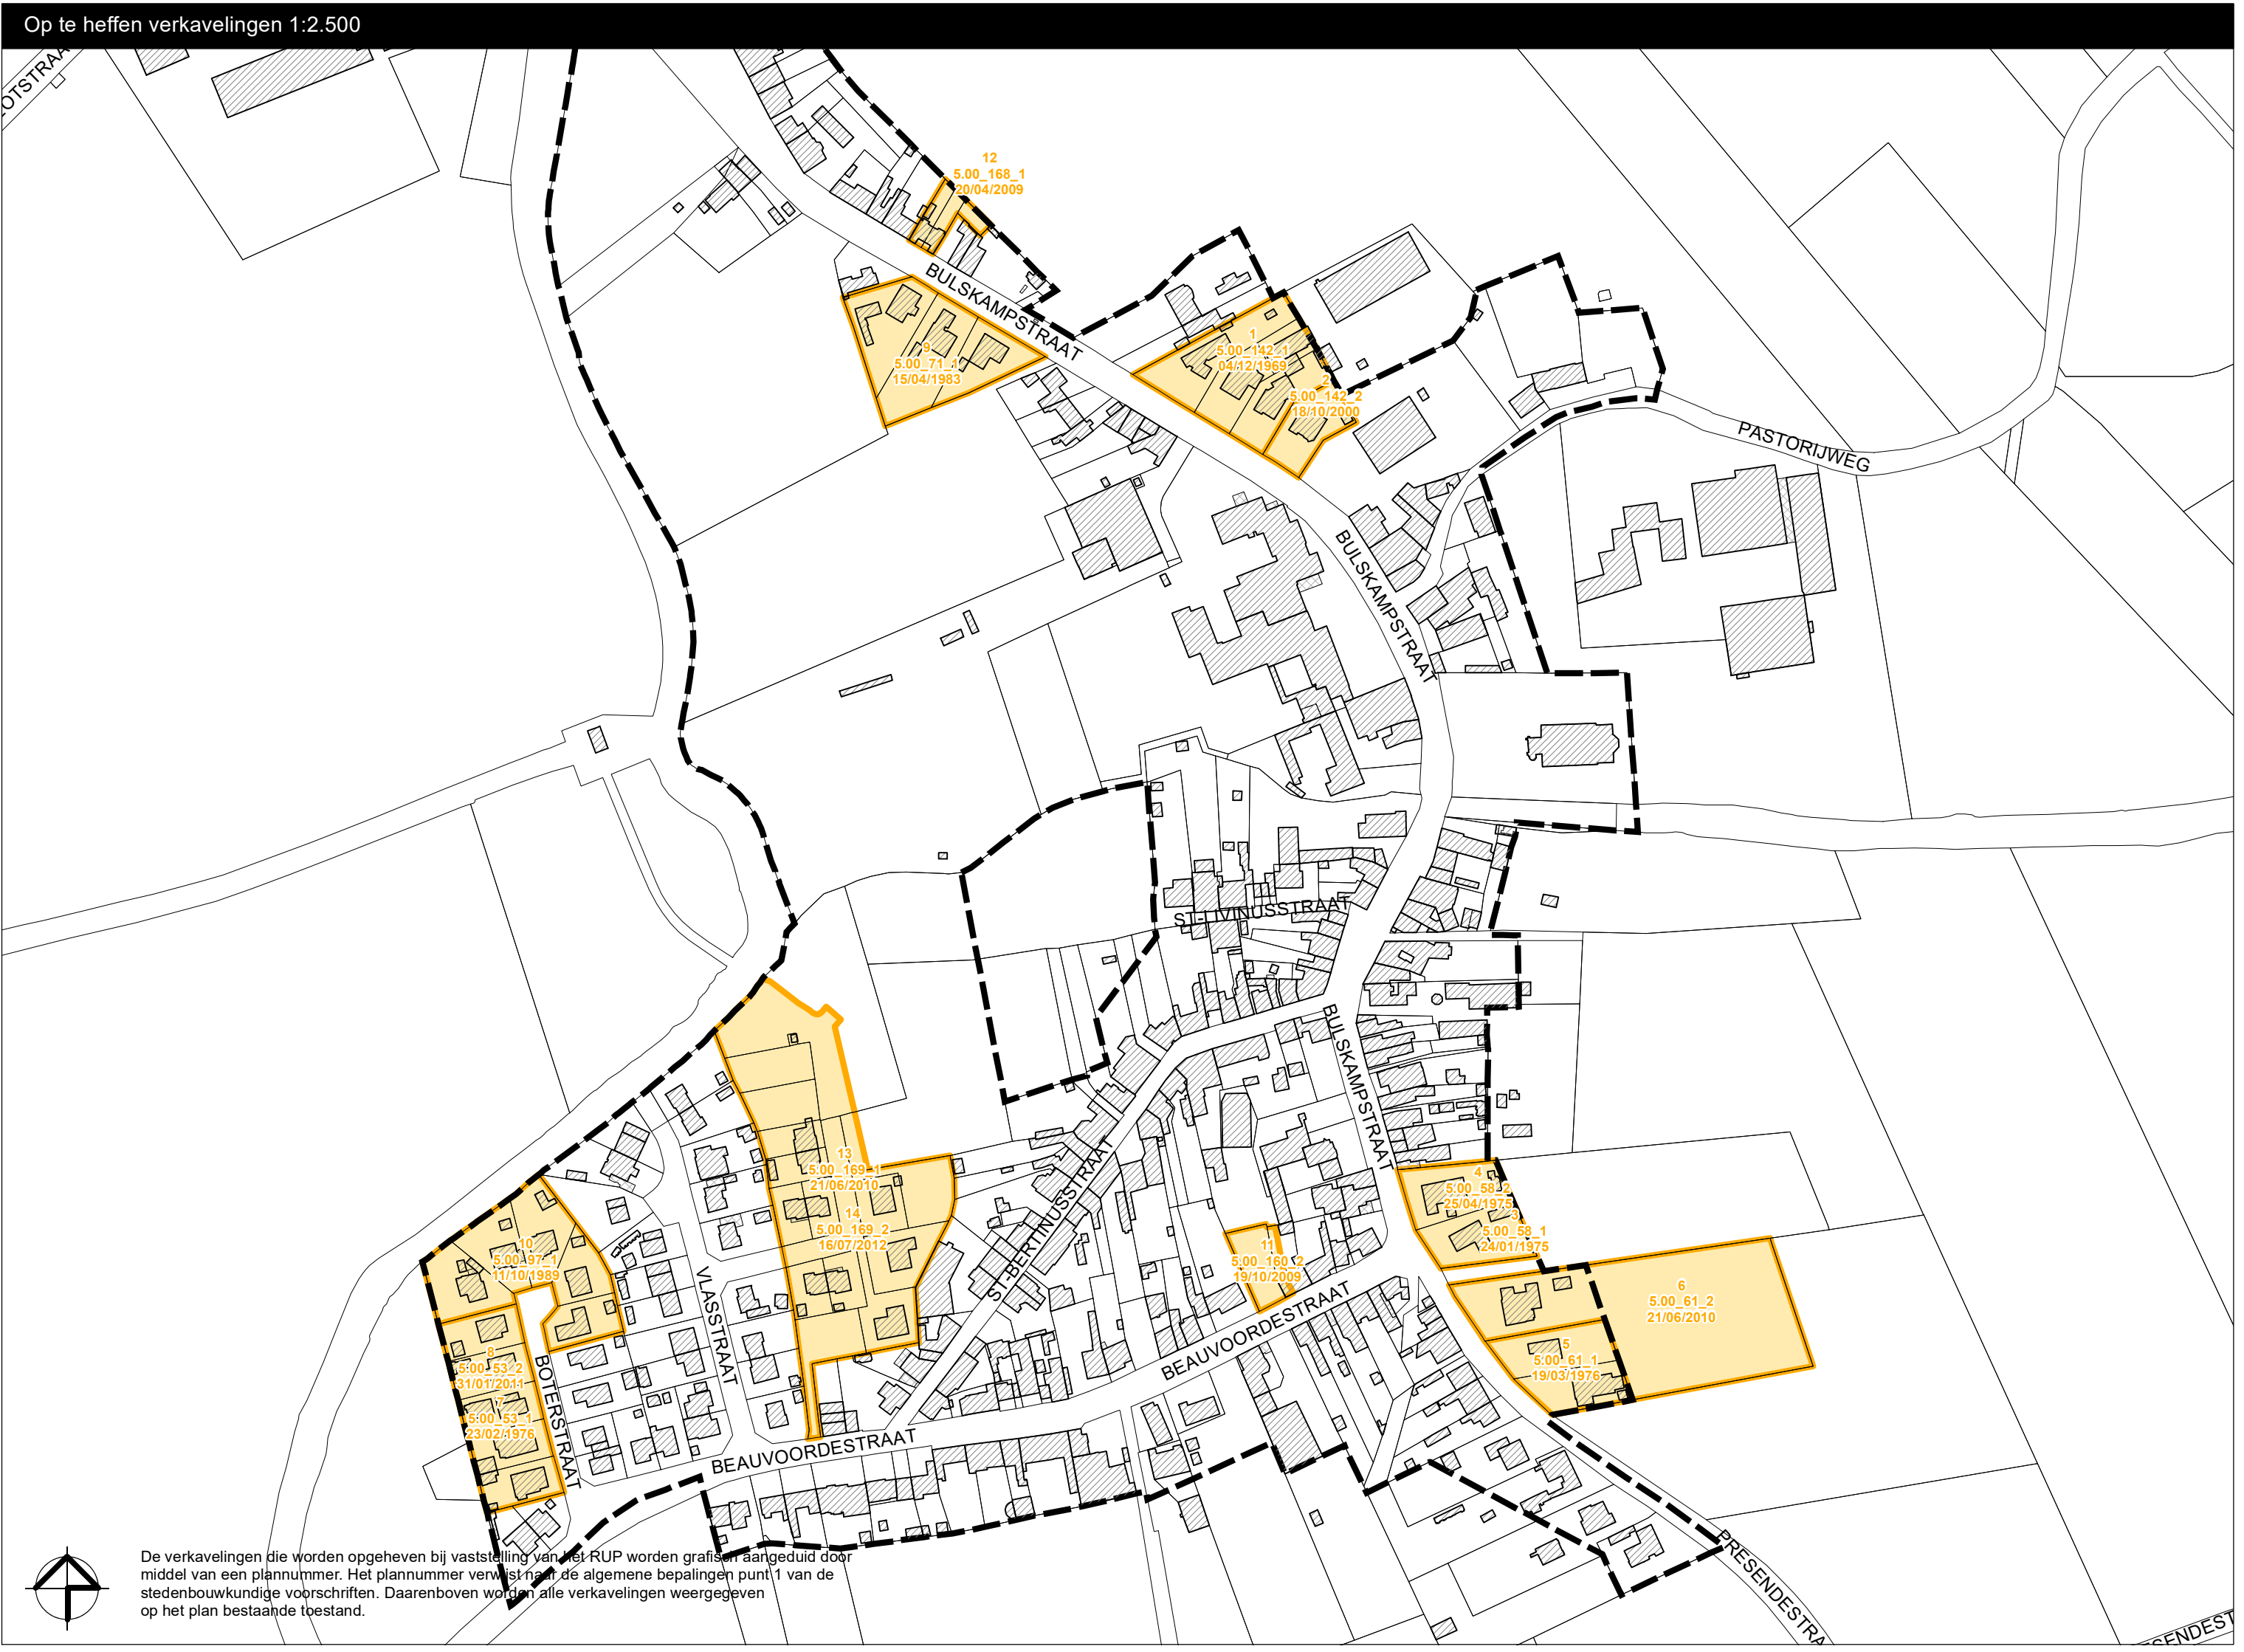 Op te heffen verkavelingen 1:2.500
12
5.00_168_1
20/04/2009
BULSKAMPSTRAAT
9
5.00_71_1
15/04/1983
1
5.00_142_1
04/12/1969
2
5.00_142_2
18/10/2000
PASTORIJWEG
BULSKAMPSTRAAT
ST-LIVINUSSTRAAT
BULSKAMPSTRAAT
13
5.00_169_1
21/06/2010
14
5.00_169_2
16/07/2012
ST-BERTINUSSTRAAT
4
5.00_58_2
25/04/1975
3
5.00_58_1
24/01/1975
11
5.00_160_2
19/10/2009
10
5.00_97_1
11/10/1989
6
5.00_61_2
21/06/2010
5
5.00_61_1
19/03/1976
8
5.00_53_2
31/01/2011
7
5.00_53_1
23/02/1976
BOTERSTRAAT
VLASSTRAAT
BEAUVOORDESTRAAT
BEAUVOORDESTRAAT
PRESENDESTRA
De verkavelingen die worden opgeheven bij vaststelling van het RUP worden grafisch aangeduid door
middel van een plannummer. Het plannummer verwijst naar de algemene bepalingen punt 1 van de
stedenbouwkundige voorschriften. Daarenboven worden alle verkavelingen weergegeven
op het plan bestaande toestand.